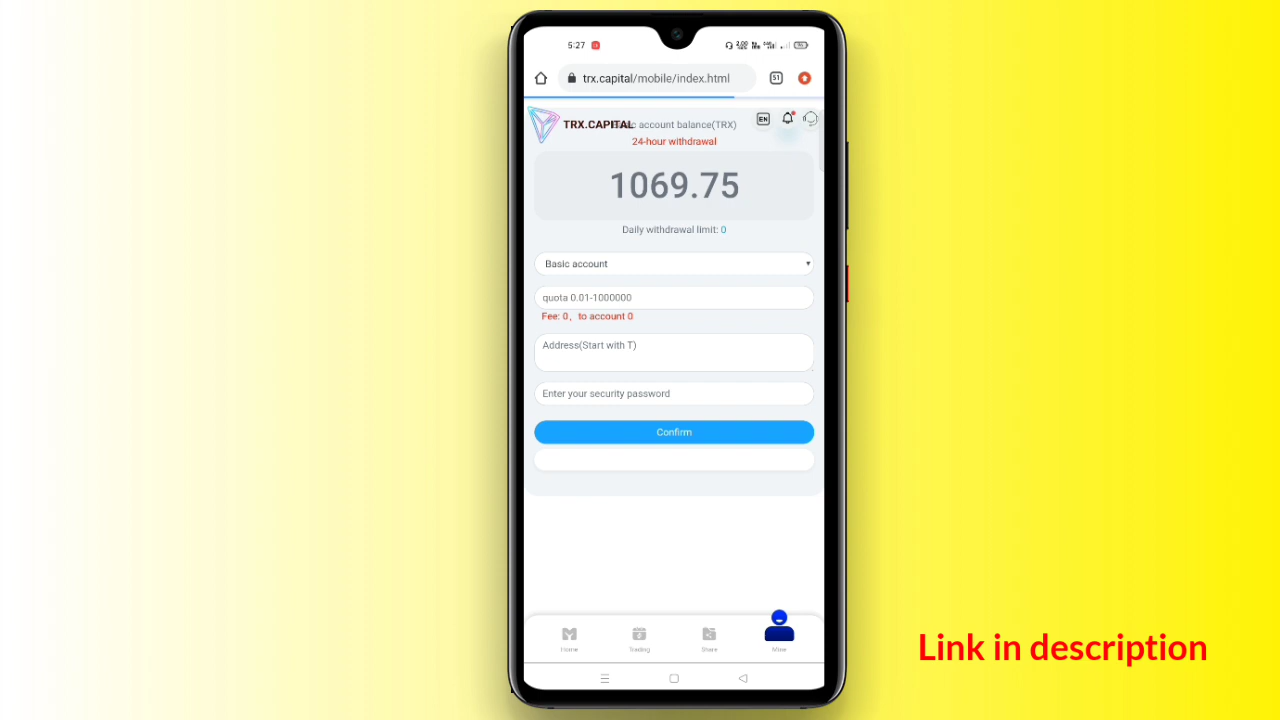 5:27
trx.capital/mobile/index.html
51
TRX.CAPITAL
account balance(TRX)
EN
24-hour withdrawal
1069.75
Daily withdrawal limit: 0
Basic account
quota 0.01-1000000
Fee: 0, to account 0
Address(Start with T)
Enter your security password
Confirm
Home
Trading
Share
Mine
Link in description